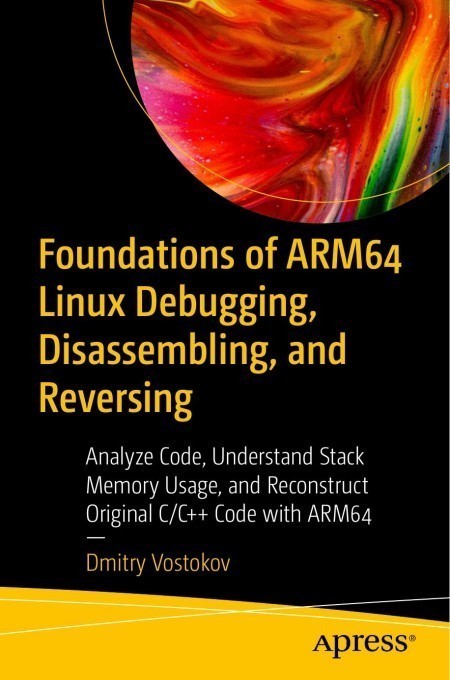 Foundations of ARM64
Linux Debugging,
Disassembling, and
Reversing
Analyze Code, Understand Stack
Memory Usage, and Reconstruct
Original C/C++ Code with ARM64
—
Dmitry Vostokov
Apress®